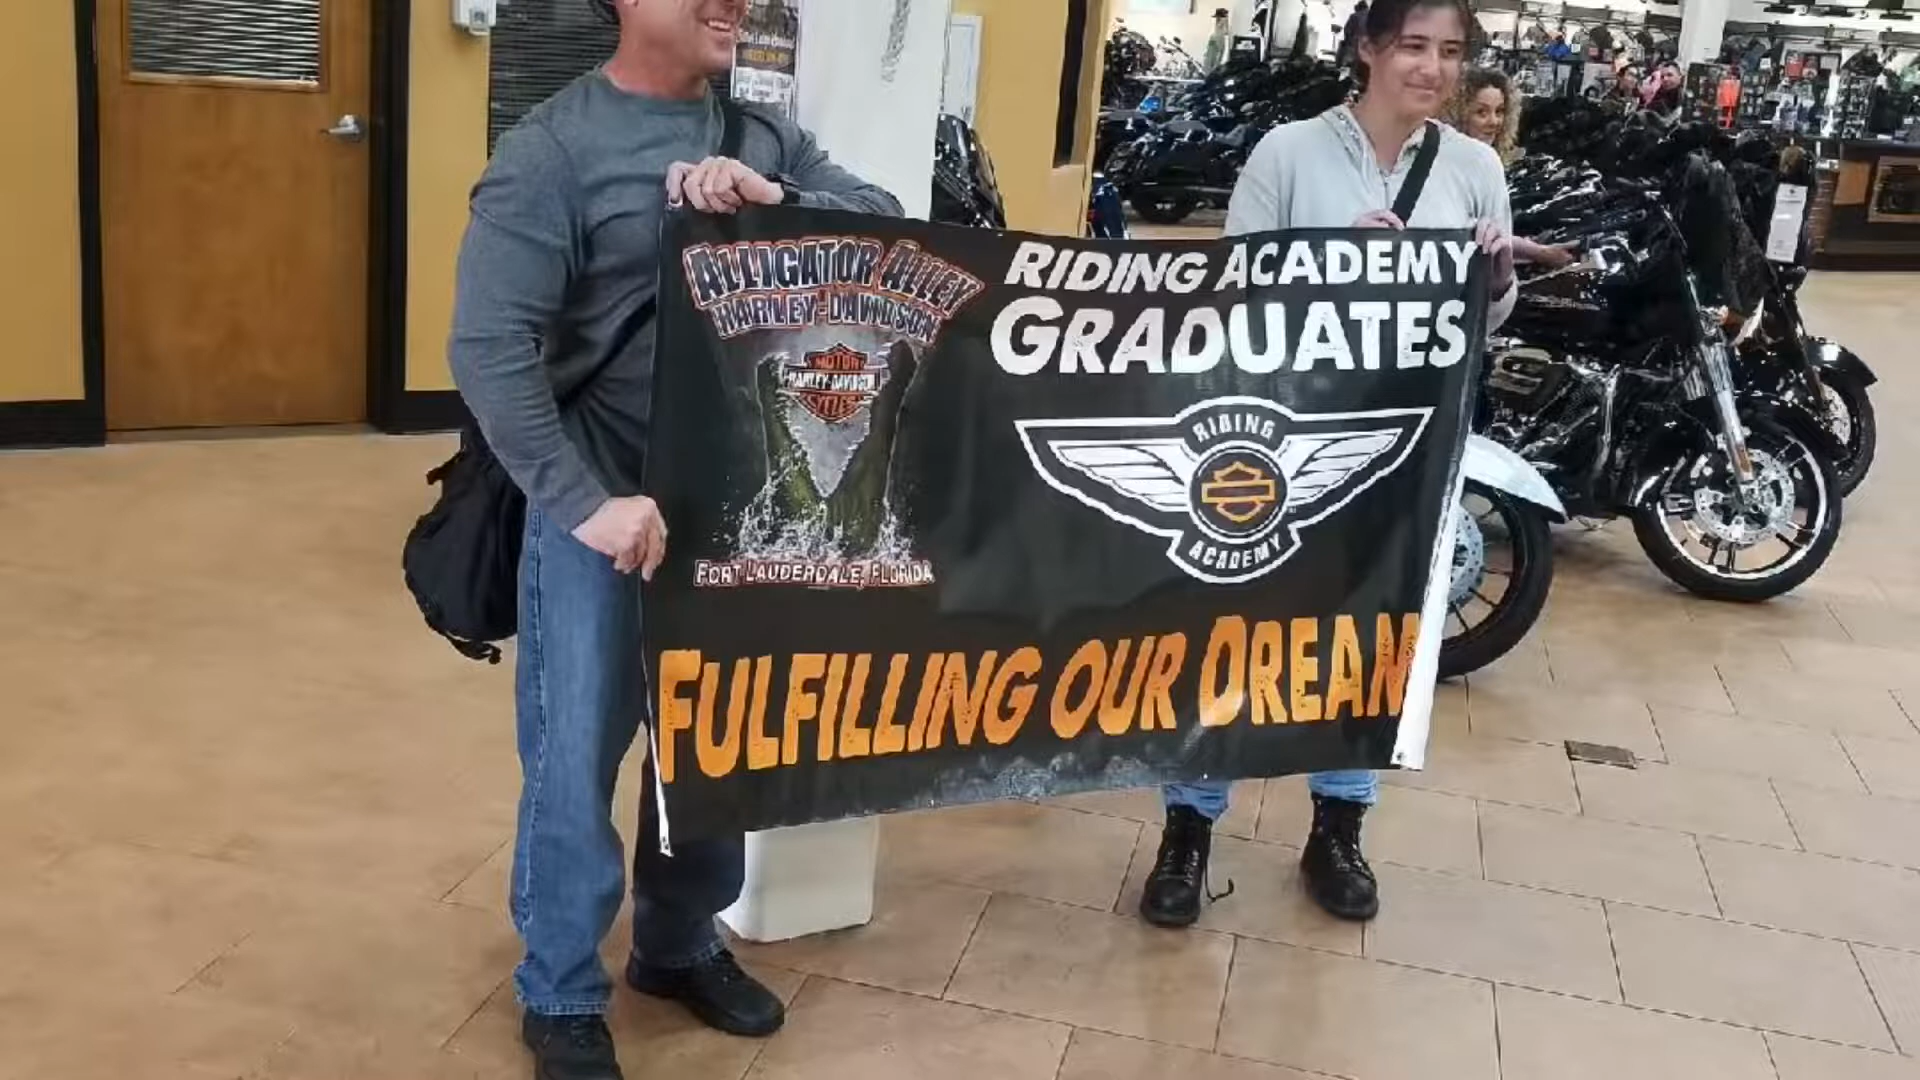 ALLIGATOR ALLEY
HARLEY-DAVIDSON
MOTOR
HARLEY-DAVIDSON
CYCLES
FORT LAUDERDALE, FLORIDA
RIDING ACADEMY
GRADUATES
RIDING
ACADEMY
FULFILLING OUR DREAM